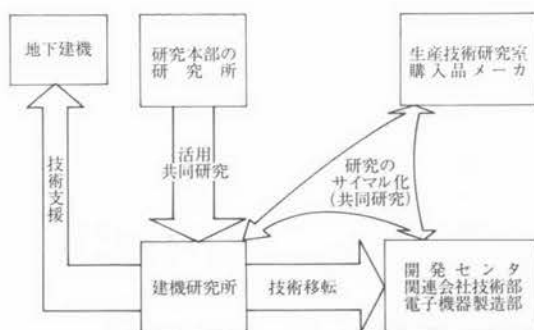 地下建機
研究本部の
研究所
生産技術研究室
購入品メーカ
技術支援
活用
共同研究
研究の
サイマル化
(共同研究)
建機研究所
技術移転
開発センタ
関連会社技術部
電子機器製造部